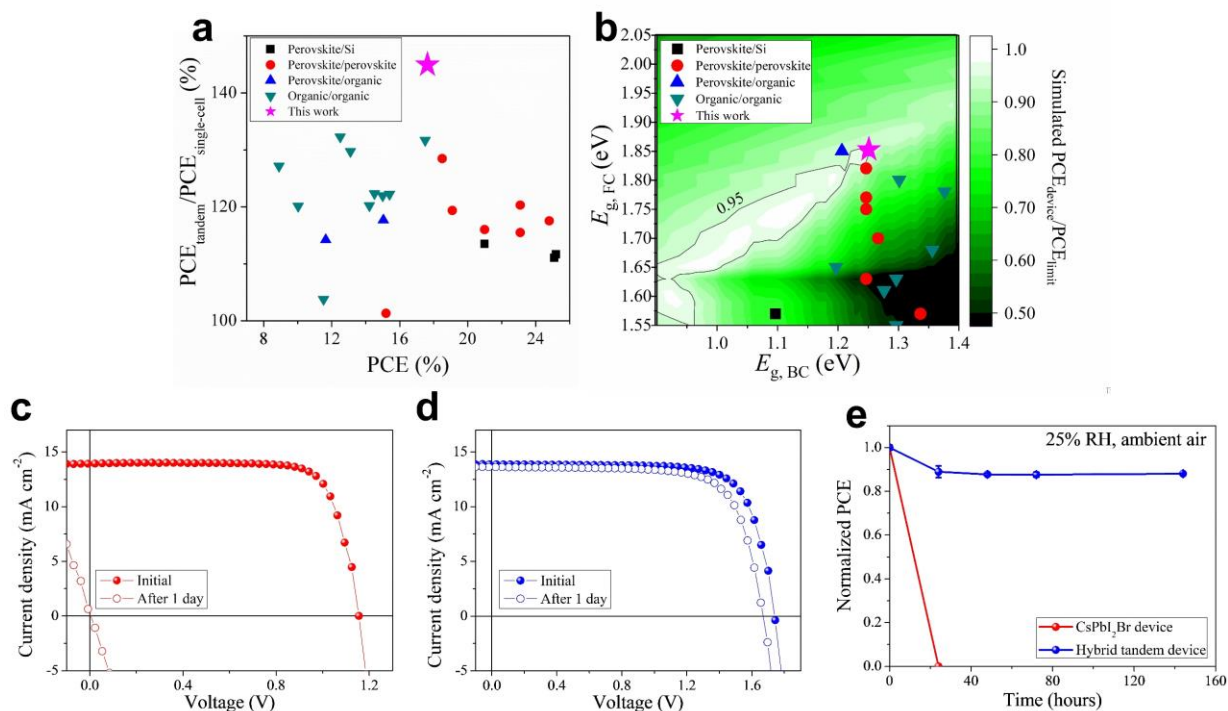 a
PCE_tandem/PCE_single-cell (%)
140
120
100
Perovskite/Si
Perovskite/perovskite
Perovskite/organic
Organic/organic
This work
8 12 16 20 24
PCE (%)
b
E_g, FC (eV)
2.05
2.00
1.95
1.90
1.85
1.80
1.75
1.70
1.65
1.60
1.55
Perovskite/Si
Perovskite/perovskite
Perovskite/organic
Organic/organic
This work
0.95
1.0 1.1 1.2 1.3 1.4
E_g, BC (eV)
1.0
0.90
0.80
0.70
0.60
0.50
Simulated PCE_device/PCE_limit
c
Current density (mA cm⁻²)
15
10
5
0
-5
Initial
After 1 day
0.0 0.4 0.8 1.2
Voltage (V)
d
Current density (mA cm⁻²)
15
10
5
0
-5
Initial
After 1 day
0.0 0.4 0.8 1.2 1.6
Voltage (V)
e
25% RH, ambient air
Normalized PCE
1.0
0.8
0.6
0.4
0.2
0.0
CsPbI₂Br device
Hybrid tandem device
0 40 80 120 160
Time (hours)